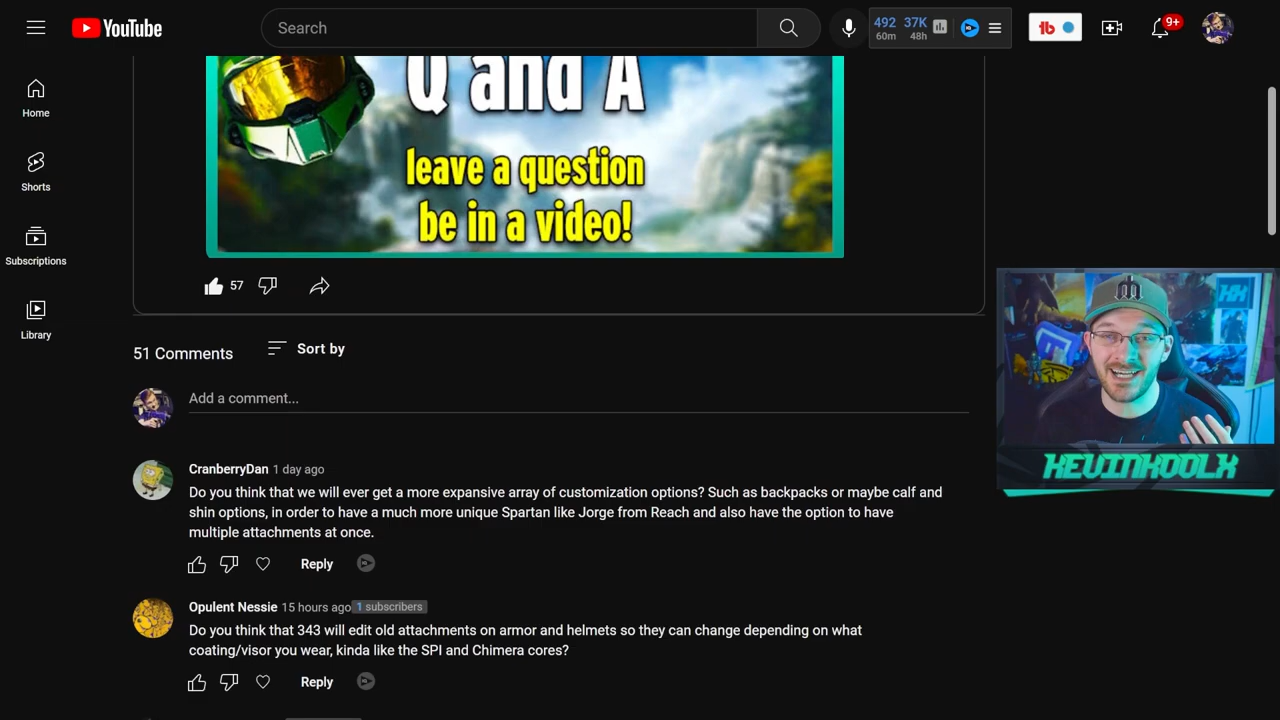 YouTube
Search
492 37K
60m 48h
9+
Home
Shorts
Subscriptions
Library
Q and A
leave a question
be in a video!
57
51 Comments
Sort by
Add a comment...
CranberryDan 1 day ago
Do you think that we will ever get a more expansive array of customization options? Such as backpacks or maybe calf and
shin options, in order to have a much more unique Spartan like Jorge from Reach and also have the option to have
multiple attachments at once.
Reply
Opulent Nessie 15 hours ago 1 subscribers
Do you think that 343 will edit old attachments on armor and helmets so they can change depending on what
coating/visor you wear, kinda like the SPI and Chimera cores?
Reply
KEVINKOOLX